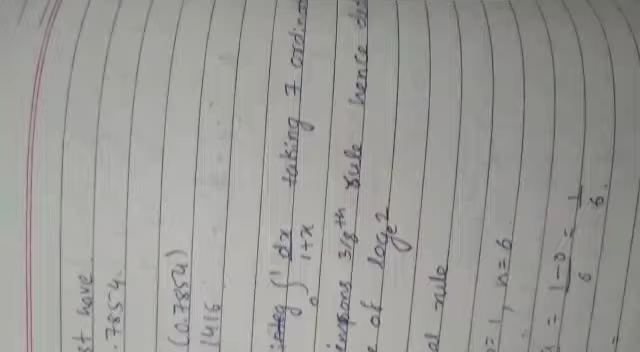 st have
.7854
(0.7854)
1416
∫₀¹ dx/1+x taking 7 ordin
impsons 3/8ᵗʰ rule hence
e of logₑ2
al rule
=1, n=6
= 1-0/6 = 1/6.